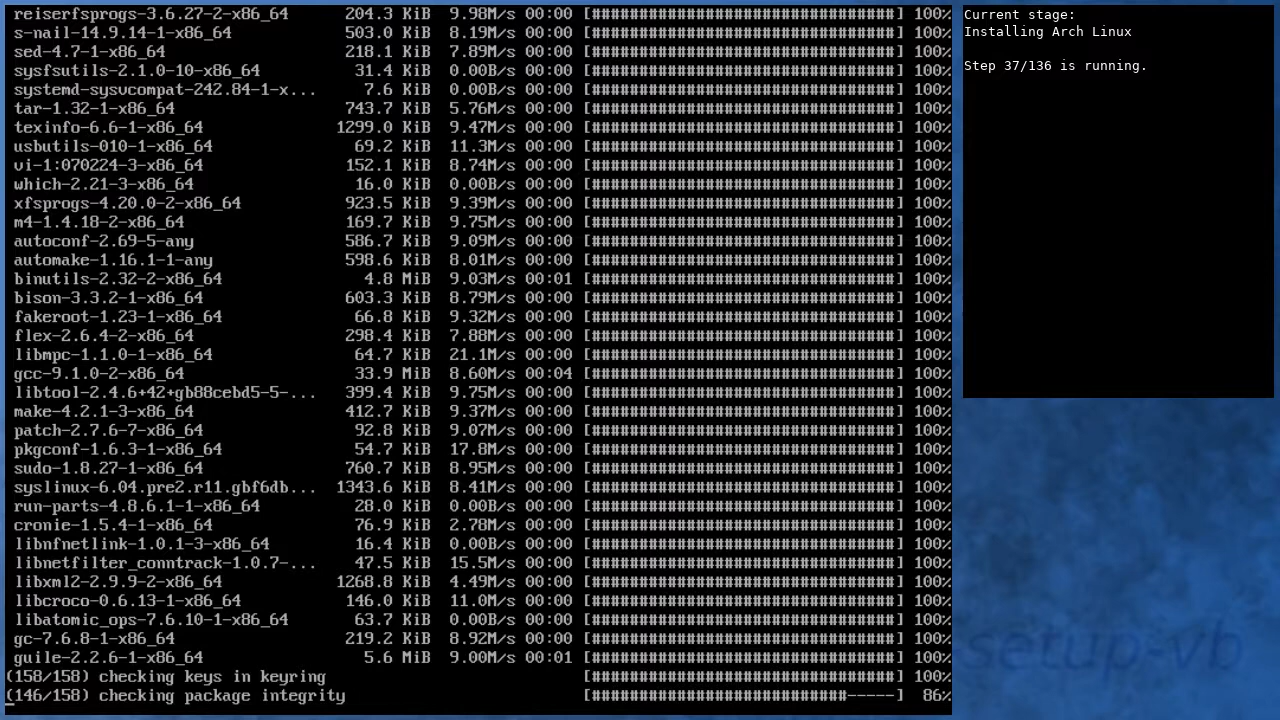 reiserfsprogs-3.6.27-2-x86_64 204.3 KiB 9.98M/s 00:00 [################################] 100%
s-nail-14.9.14-1-x86_64 503.0 KiB 8.19M/s 00:00 [################################] 100%
sed-4.7-1-x86_64 218.1 KiB 7.89M/s 00:00 [################################] 100%
sysfsutils-2.1.0-10-x86_64 31.4 KiB 0.00B/s 00:00 [################################] 100%
systemd-sysvcompat-242.84-1-x... 7.6 KiB 0.00B/s 00:00 [################################] 100%
tar-1.32-1-x86_64 743.7 KiB 5.76M/s 00:00 [################################] 100%
texinfo-6.6-1-x86_64 1299.0 KiB 9.47M/s 00:00 [################################] 100%
usbutils-010-1-x86_64 69.2 KiB 11.3M/s 00:00 [################################] 100%
vi-1:070224-3-x86_64 152.1 KiB 8.74M/s 00:00 [################################] 100%
which-2.21-3-x86_64 16.0 KiB 0.00B/s 00:00 [################################] 100%
xfsprogs-4.20.0-2-x86_64 923.5 KiB 9.39M/s 00:00 [################################] 100%
m4-1.4.18-2-x86_64 169.7 KiB 9.75M/s 00:00 [################################] 100%
autoconf-2.69-5-any 586.7 KiB 9.09M/s 00:00 [################################] 100%
automake-1.16.1-1-any 598.6 KiB 8.01M/s 00:00 [################################] 100%
binutils-2.32-2-x86_64 4.8 MiB 9.03M/s 00:01 [################################] 100%
bison-3.3.2-1-x86_64 603.3 KiB 8.79M/s 00:00 [################################] 100%
fakeroot-1.23-1-x86_64 66.8 KiB 9.32M/s 00:00 [################################] 100%
flex-2.6.4-2-x86_64 298.4 KiB 7.88M/s 00:00 [################################] 100%
libmpc-1.1.0-1-x86_64 64.7 KiB 21.1M/s 00:00 [################################] 100%
gcc-9.1.0-2-x86_64 33.9 MiB 8.60M/s 00:04 [################################] 100%
libtool-2.4.6+42+gb88cebd5-5-... 399.4 KiB 9.75M/s 00:00 [################################] 100%
make-4.2.1-3-x86_64 412.7 KiB 9.37M/s 00:00 [################################] 100%
patch-2.7.6-7-x86_64 92.8 KiB 9.07M/s 00:00 [################################] 100%
pkgconf-1.6.3-1-x86_64 54.7 KiB 17.8M/s 00:00 [################################] 100%
sudo-1.8.27-1-x86_64 760.7 KiB 8.95M/s 00:00 [################################] 100%
syslinux-6.04.pre2.r11.gbf6db... 1343.6 KiB 8.41M/s 00:00 [################################] 100%
run-parts-4.8.6.1-1-x86_64 28.0 KiB 0.00B/s 00:00 [################################] 100%
cronie-1.5.4-1-x86_64 76.9 KiB 2.78M/s 00:00 [################################] 100%
libnfnetlink-1.0.1-3-x86_64 16.4 KiB 0.00B/s 00:00 [################################] 100%
libnetfilter_conntrack-1.0.7-... 47.5 KiB 15.5M/s 00:00 [################################] 100%
libxml2-2.9.9-2-x86_64 1268.8 KiB 4.49M/s 00:00 [################################] 100%
libcroco-0.6.13-1-x86_64 146.0 KiB 11.0M/s 00:00 [################################] 100%
libatomic_ops-7.6.10-1-x86_64 63.7 KiB 0.00B/s 00:00 [################################] 100%
gc-7.6.8-1-x86_64 219.2 KiB 8.92M/s 00:00 [################################] 100%
guile-2.2.6-1-x86_64 5.6 MiB 9.00M/s 00:01 [################################] 100%
(158/158) checking keys in keyring [################################] 100%
(146/158) checking package integrity [###########################-----] 86%
Current stage:
Installing Arch Linux
Step 37/136 is running.
setup-vb